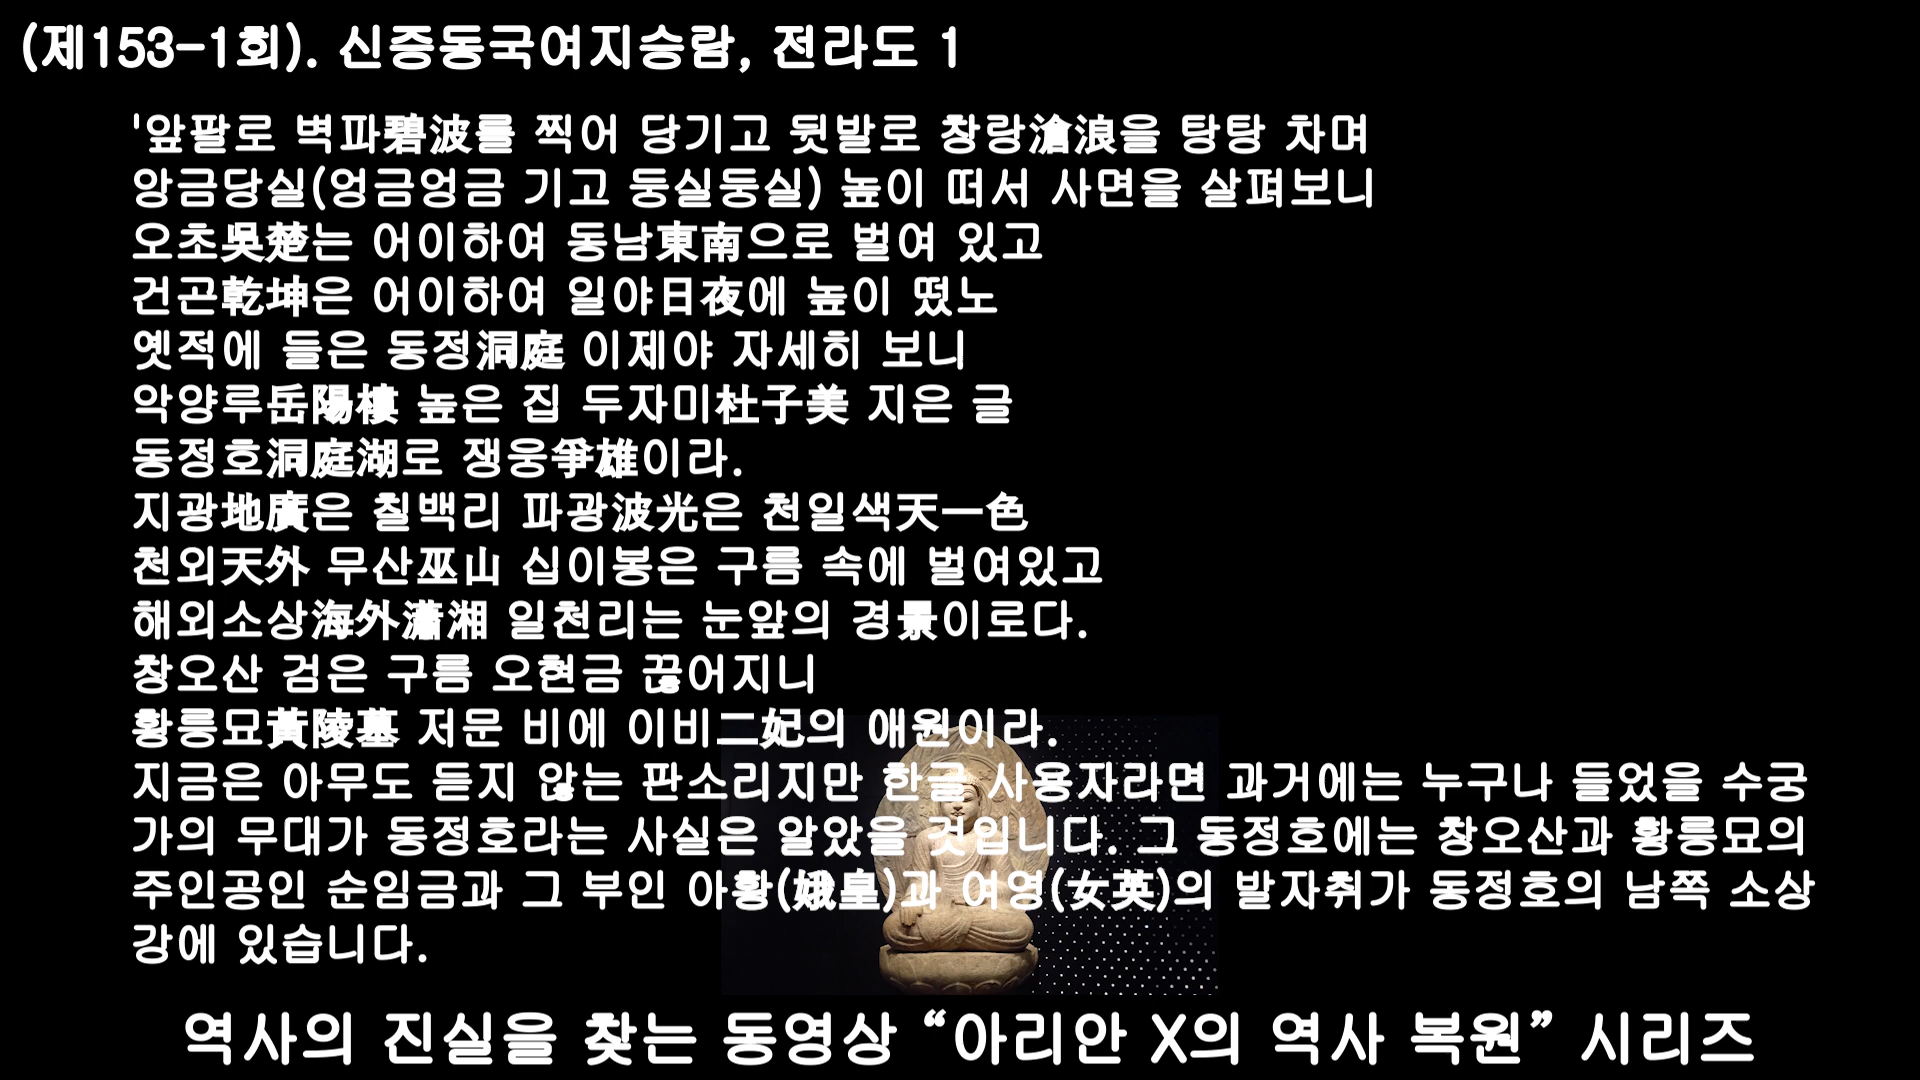 (제153-1회). 신증동국여지승람, 전라도 1
'앞팔로 벽파碧波를 찍어 당기고 뒷발로 창랑滄浪을 탕탕 차며
앙금당실(엉금엉금 기고 둥실둥실) 높이 떠서 사면을 살펴보니
오초吳楚는 어이하여 동남東南으로 벌여 있고
건곤乾坤은 어이하여 일야日夜에 높이 떴노
옛적에 들은 동정洞庭 이제야 자세히 보니
악양루岳陽樓 높은 집 두자미杜子美 지은 글
동정호洞庭湖로 쟁웅爭雄이라.
지광地廣은 칠백리 파광波光은 천일색天一色
천외天外 무산巫山 십이봉은 구름 속에 벌여있고
해외소상海外瀟湘 일천리는 눈앞의 경景이로다.
창오산 검은 구름 오현금 끊어지니
황릉묘黃陵墓 저문 비에 이비二妃의 애원이라.
지금은 아무도 듣지 않는 판소리지만 한글 사용자라면 과거에는 누구나 들었을 수궁
가의 무대가 동정호라는 사실은 알았을 것입니다. 그 동정호에는 창오산과 황릉묘의
주인공인 순임금과 그 부인 아황(娥皇)과 여영(女英)의 발자취가 동정호의 남쪽 소상
강에 있습니다.
역사의 진실을 찾는 동영상 “아리안 X의 역사 복원” 시리즈